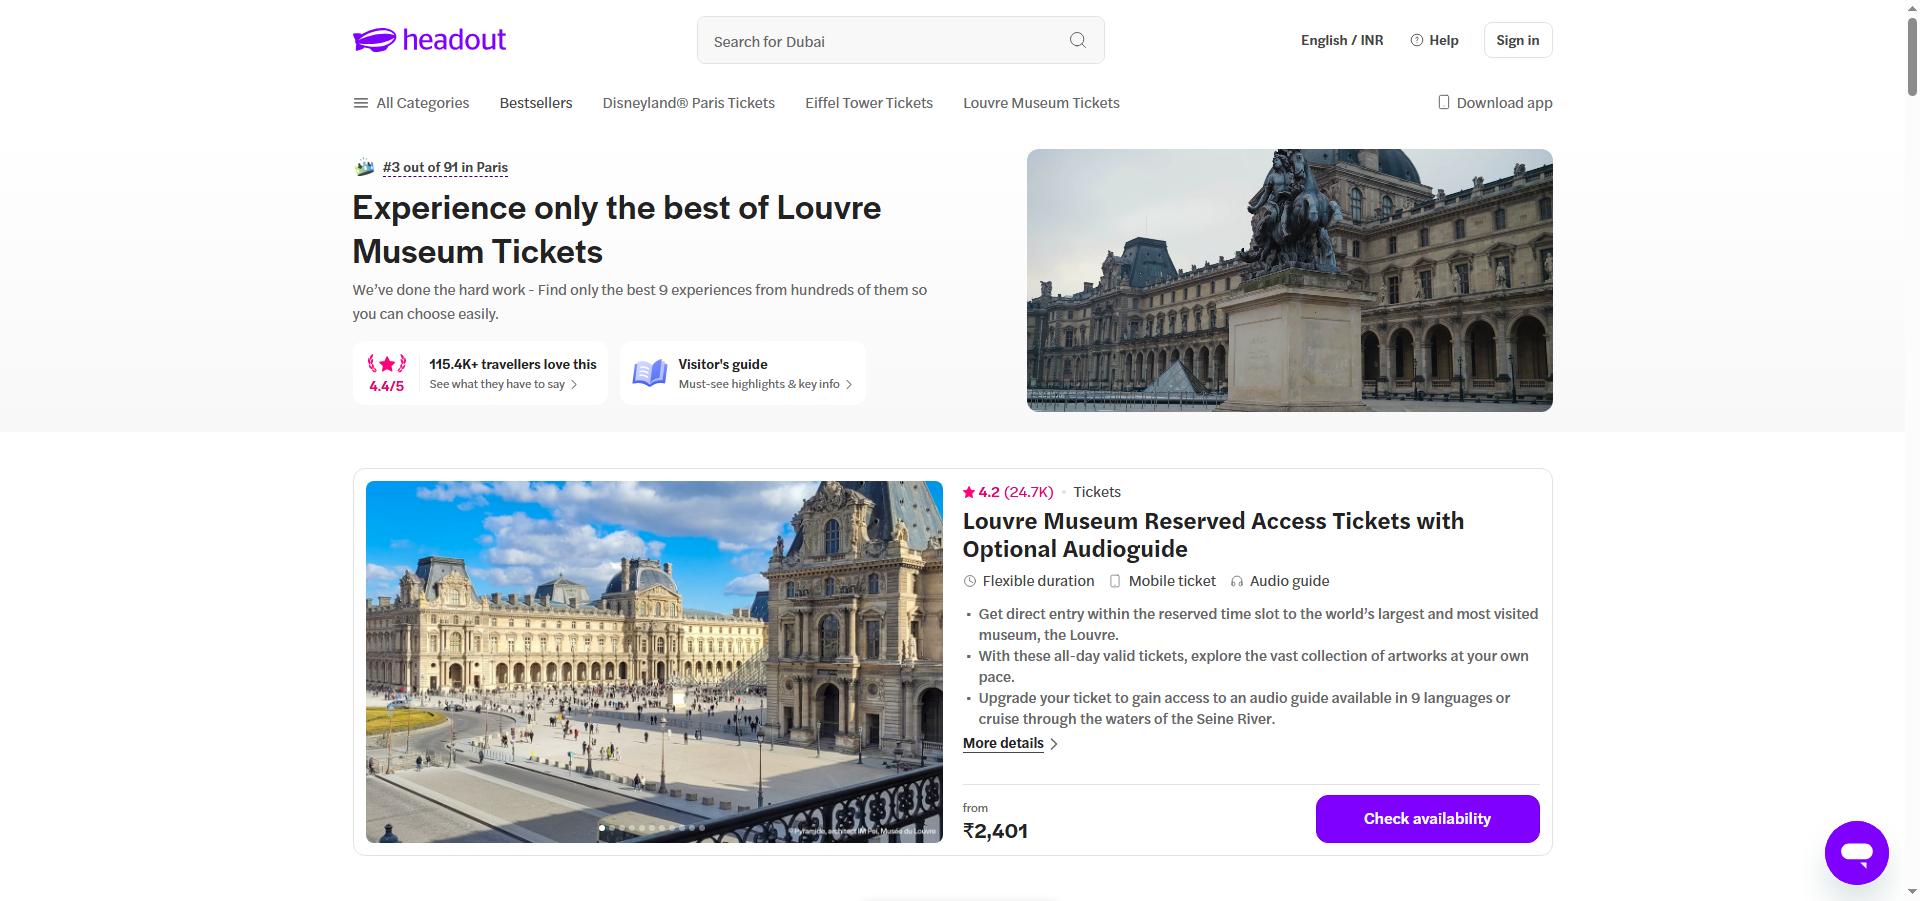 headout
Search for Dubai
English / INR
Help
Sign in
All Categories
Bestsellers
Disneyland® Paris Tickets
Eiffel Tower Tickets
Louvre Museum Tickets
Download app
#3 out of 91 in Paris
Experience only the best of Louvre
Museum Tickets
We’ve done the hard work - Find only the best 9 experiences from hundreds of them so
you can choose easily.
4.4/5
115.4K+ travellers love this
See what they have to say
Visitor's guide
Must-see highlights & key info
4.2 (24.7K) · Tickets
Louvre Museum Reserved Access Tickets with
Optional Audioguide
Flexible duration
Mobile ticket
Audio guide
· Get direct entry within the reserved time slot to the world’s largest and most visited
museum, the Louvre.
· With these all-day valid tickets, explore the vast collection of artworks at your own
pace.
· Upgrade your ticket to gain access to an audio guide available in 9 languages or
cruise through the waters of the Seine River.
More details
from
₹2,401
Check availability
©Pyramide, architect IM Pei, Musée du Louvre